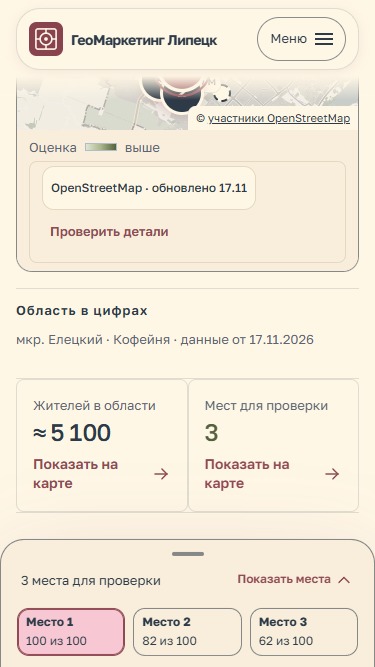 ГеоМаркетинг Липецк
Меню
© участники OpenStreetMap
Оценка выше
OpenStreetMap · обновлено 17.11
Проверить детали
Область в цифрах
мкр. Елецкий · Кофейня · данные от 17.11.2026
Жителей в области
≈ 5 100
Показать на
карте
Мест для проверки
3
Показать на
карте
3 места для проверки
Показать места
Место 1
100 из 100
Место 2
82 из 100
Место 3
62 из 100